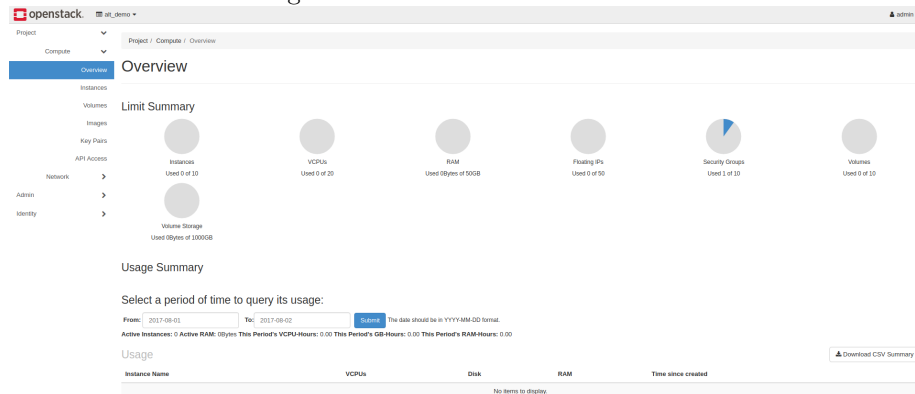 openstack. alt_demo admin
Project
Compute
Overview
Instances
Volumes
Images
Key Pairs
API Access
Network
Admin
Identity
Project / Compute / Overview
Overview
Limit Summary
Instances
Used 0 of 10
VCPUs
Used 0 of 20
RAM
Used 0Bytes of 50GB
Floating IPs
Used 0 of 50
Security Groups
Used 1 of 10
Volumes
Used 0 of 10
Volume Storage
Used 0Bytes of 1000GB
Usage Summary
Select a period of time to query its usage:
From: 2017-08-01 To: 2017-08-02 Submit The date should be in YYYY-MM-DD format.
Active Instances: 0 Active RAM: 0Bytes This Period's VCPU-Hours: 0.00 This Period's GB-Hours: 0.00 This Period's RAM-Hours: 0.00
Usage
Download CSV Summary
Instance Name VCPUs Disk RAM Time since created
No items to display.